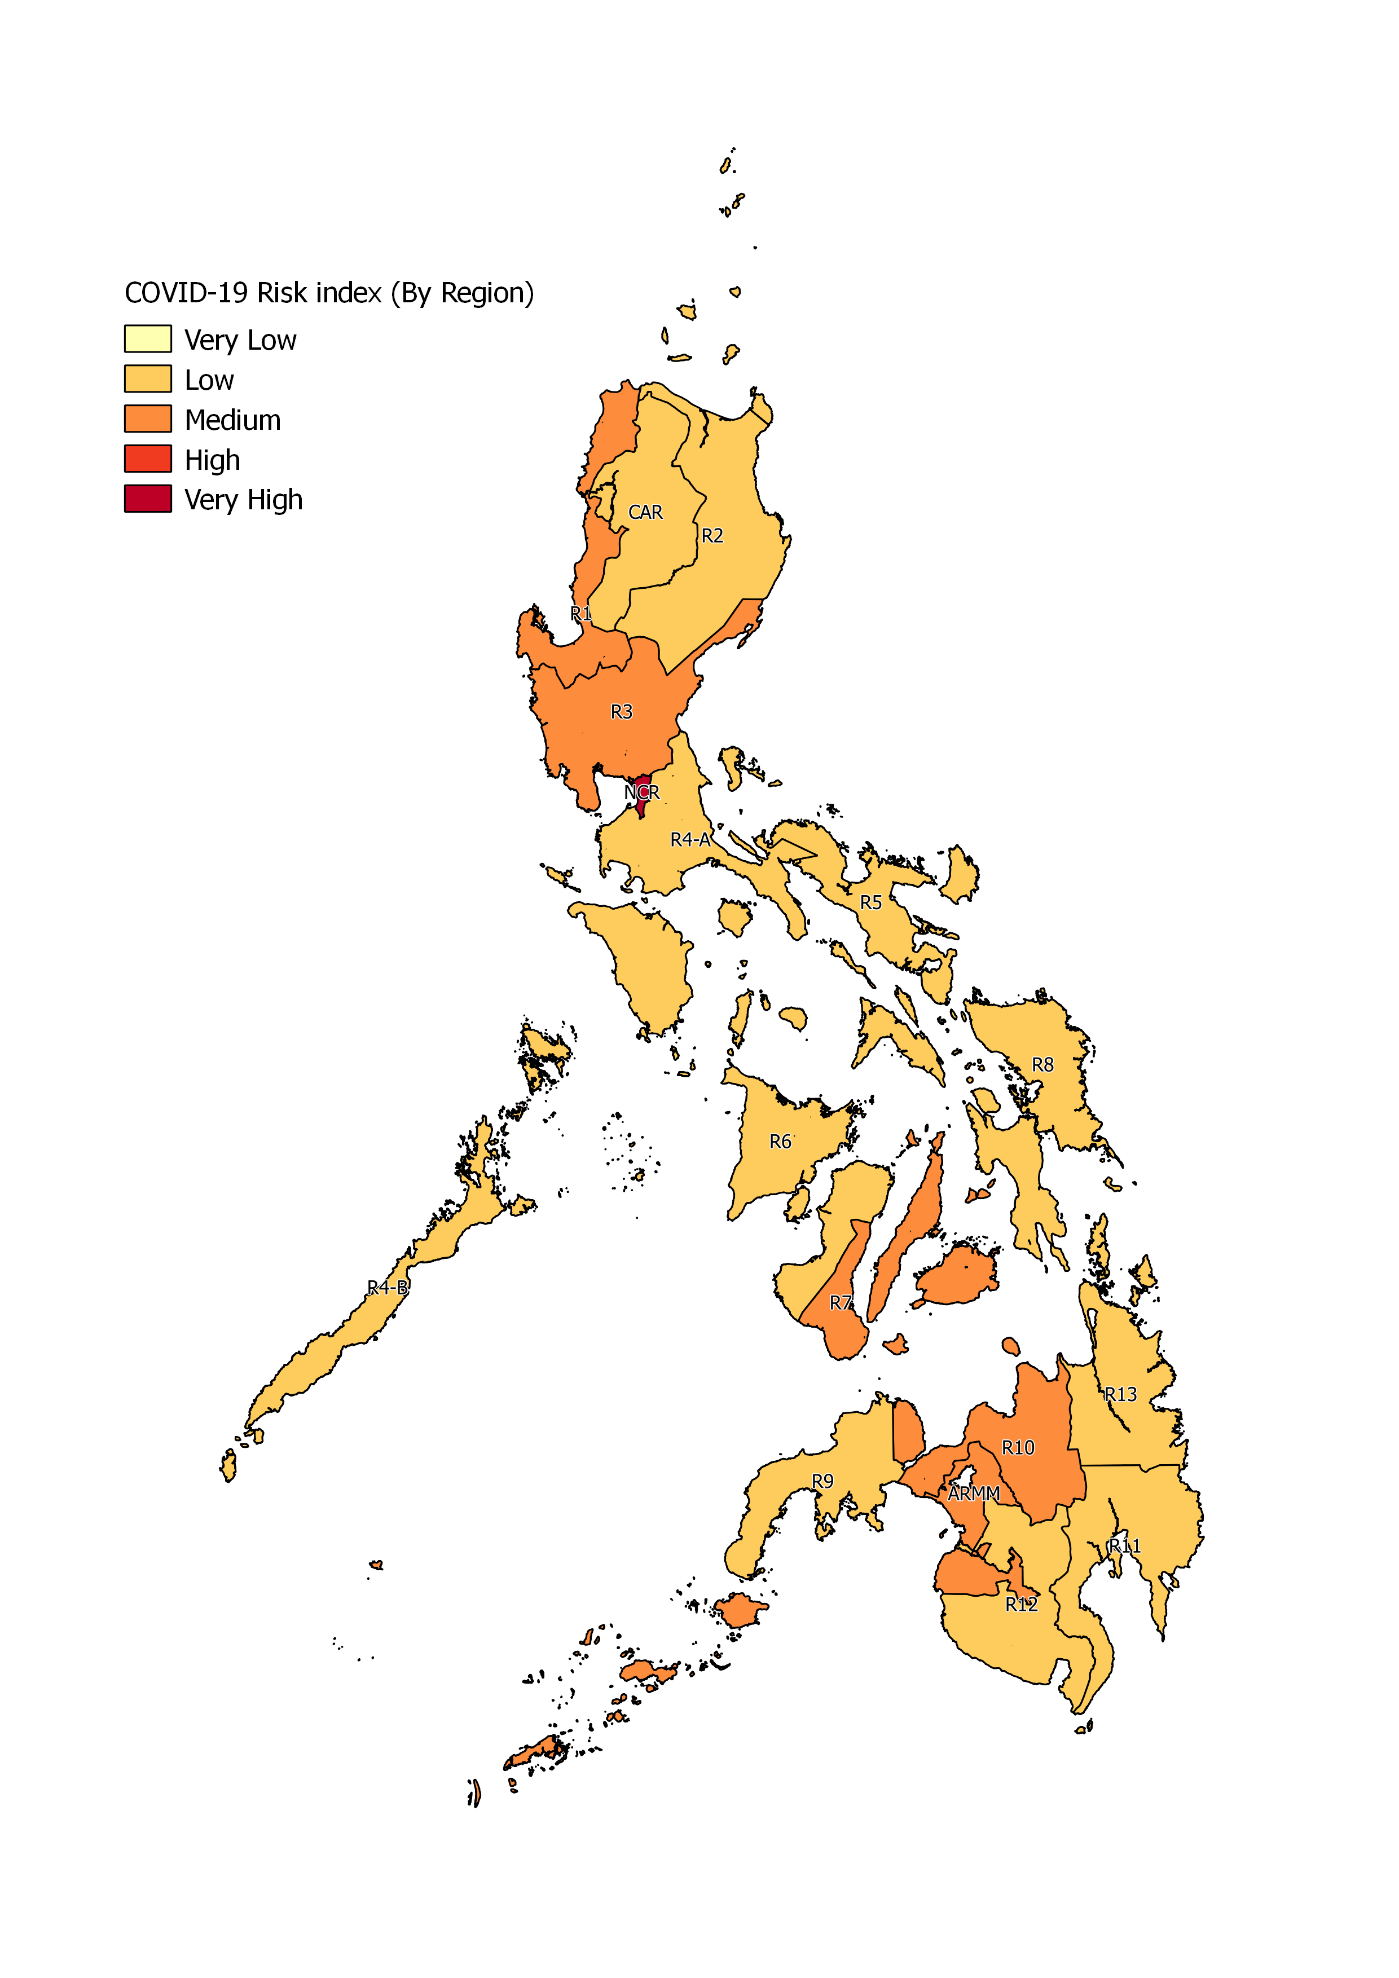 COVID-19 Risk index (By Region)
Very Low
Low
Medium
High
Very High
CAR
R2
R1
R3
NCR
R4-A
R5
R8
R6
R4-B
R7
R13
R10
R9
ARMM
R11
R12